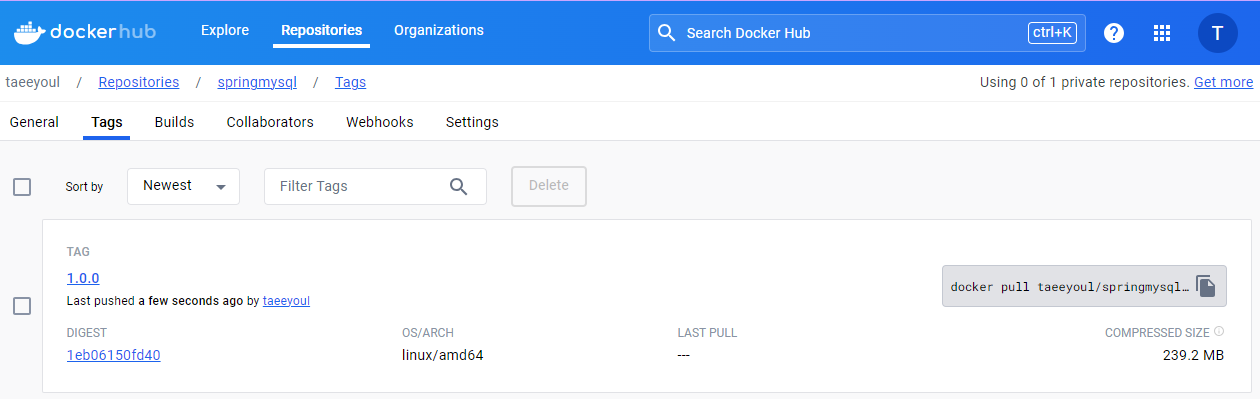 dockerhub Explore Repositories Organizations Search Docker Hub ctrl+K ? T
taeeyoul / Repositories / springmysql / Tags Using 0 of 1 private repositories. Get more
General Tags Builds Collaborators Webhooks Settings
Sort by Newest Filter Tags Delete
TAG
1.0.0
Last pushed a few seconds ago by taeeyoul
docker pull taeeyoul/springmysql…
DIGEST OS/ARCH LAST PULL COMPRESSED SIZE
1eb06150fd40 linux/amd64 --- 239.2 MB